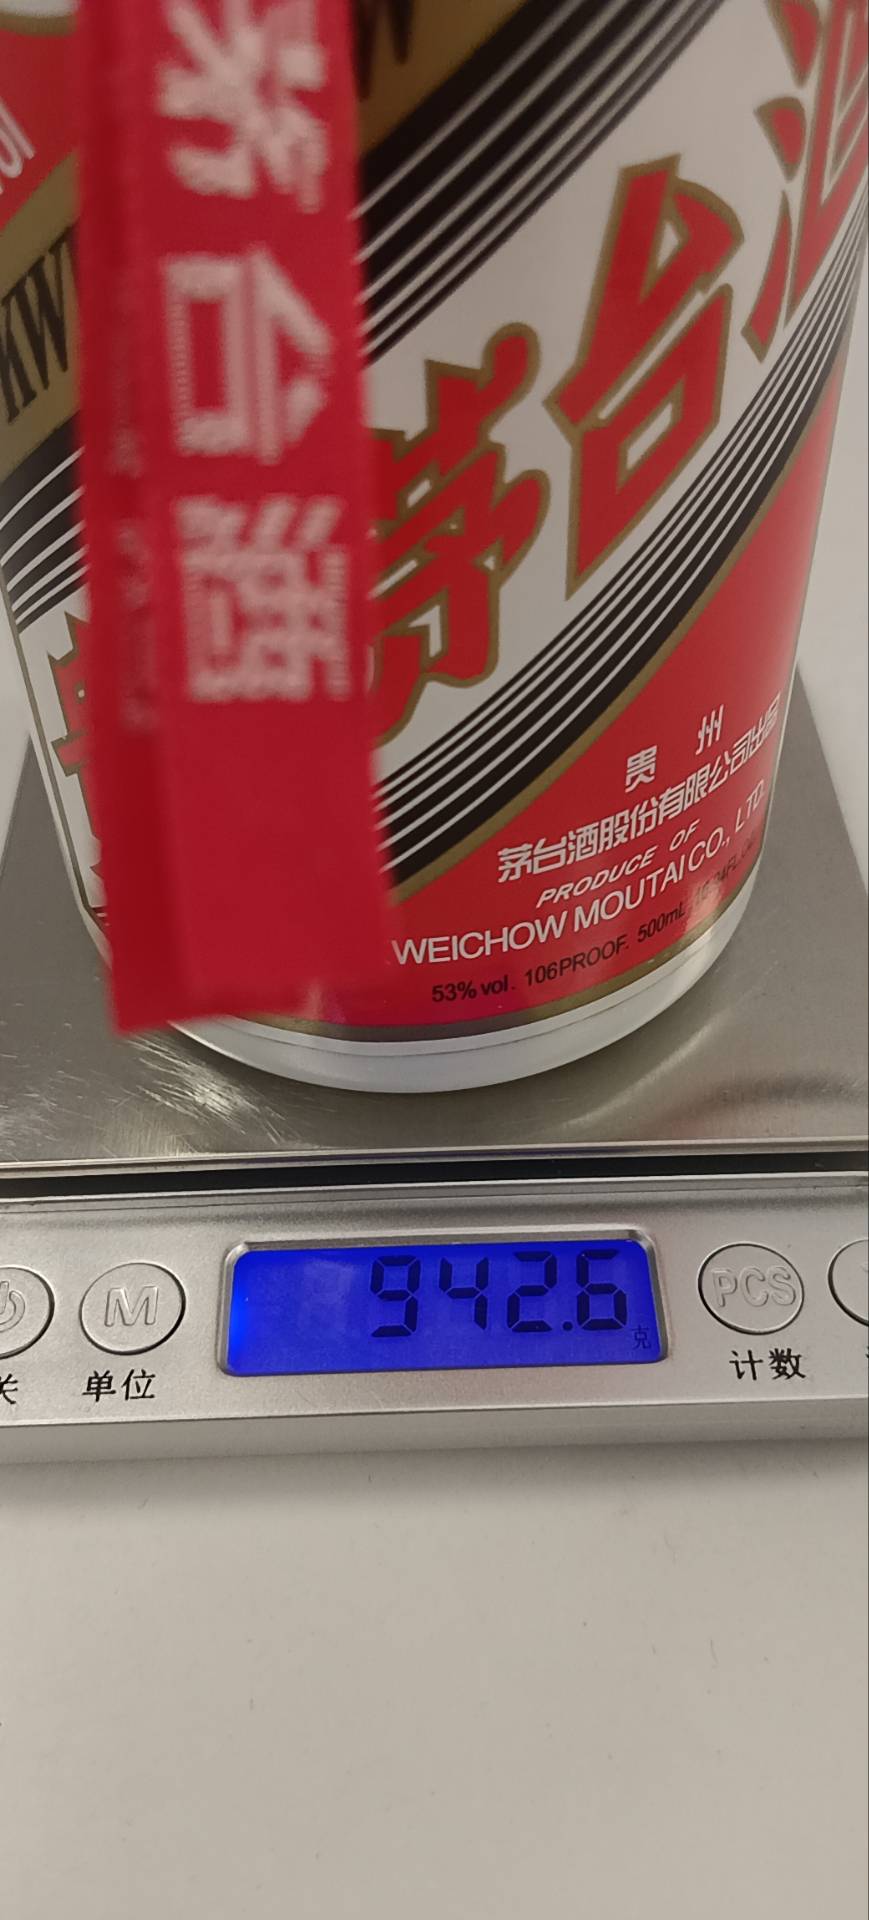 茅台酒
茅台酒
贵州
茅台酒股份有限公司出品
PRODUCE OF
WEICHOW MOUTAI CO., LTD.
53% vol. 106PROOF. 500mL
942.6
克
M
PCS
单位
计数